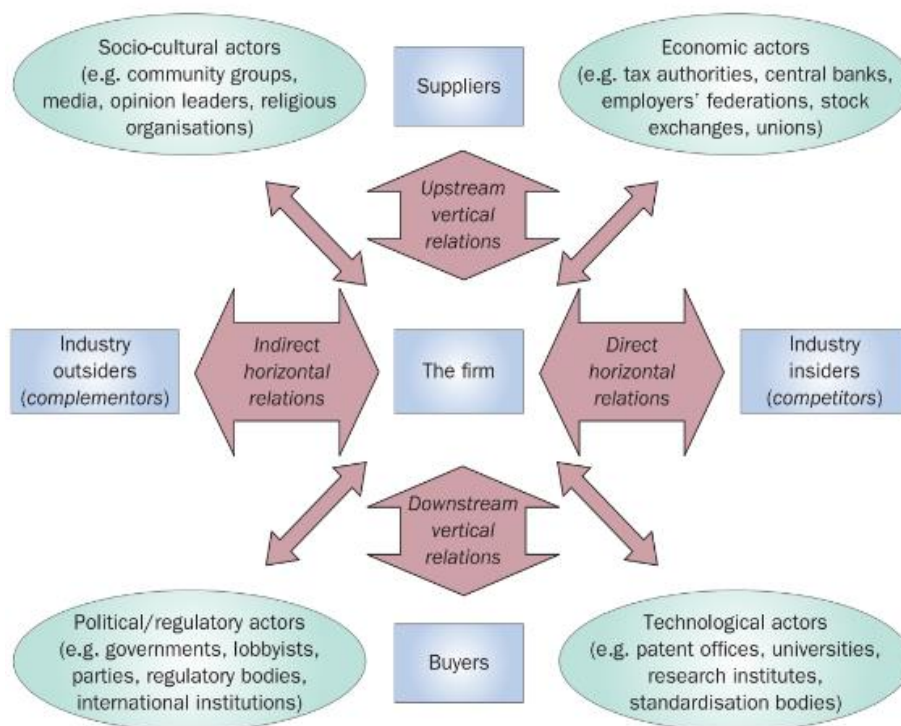 Socio-cultural actors
(e.g. community groups,
media, opinion leaders, religious
organisations)
Suppliers
Economic actors
(e.g. tax authorities, central banks,
employers' federations, stock
exchanges, unions)
Upstream
vertical
relations
Industry
outsiders
(complementors)
Indirect
horizontal
relations
The firm
Direct
horizontal
relations
Industry
insiders
(competitors)
Downstream
vertical
relations
Political/regulatory actors
(e.g. governments, lobbyists,
parties, regulatory bodies,
international institutions)
Buyers
Technological actors
(e.g. patent offices, universities,
research institutes,
standardisation bodies)